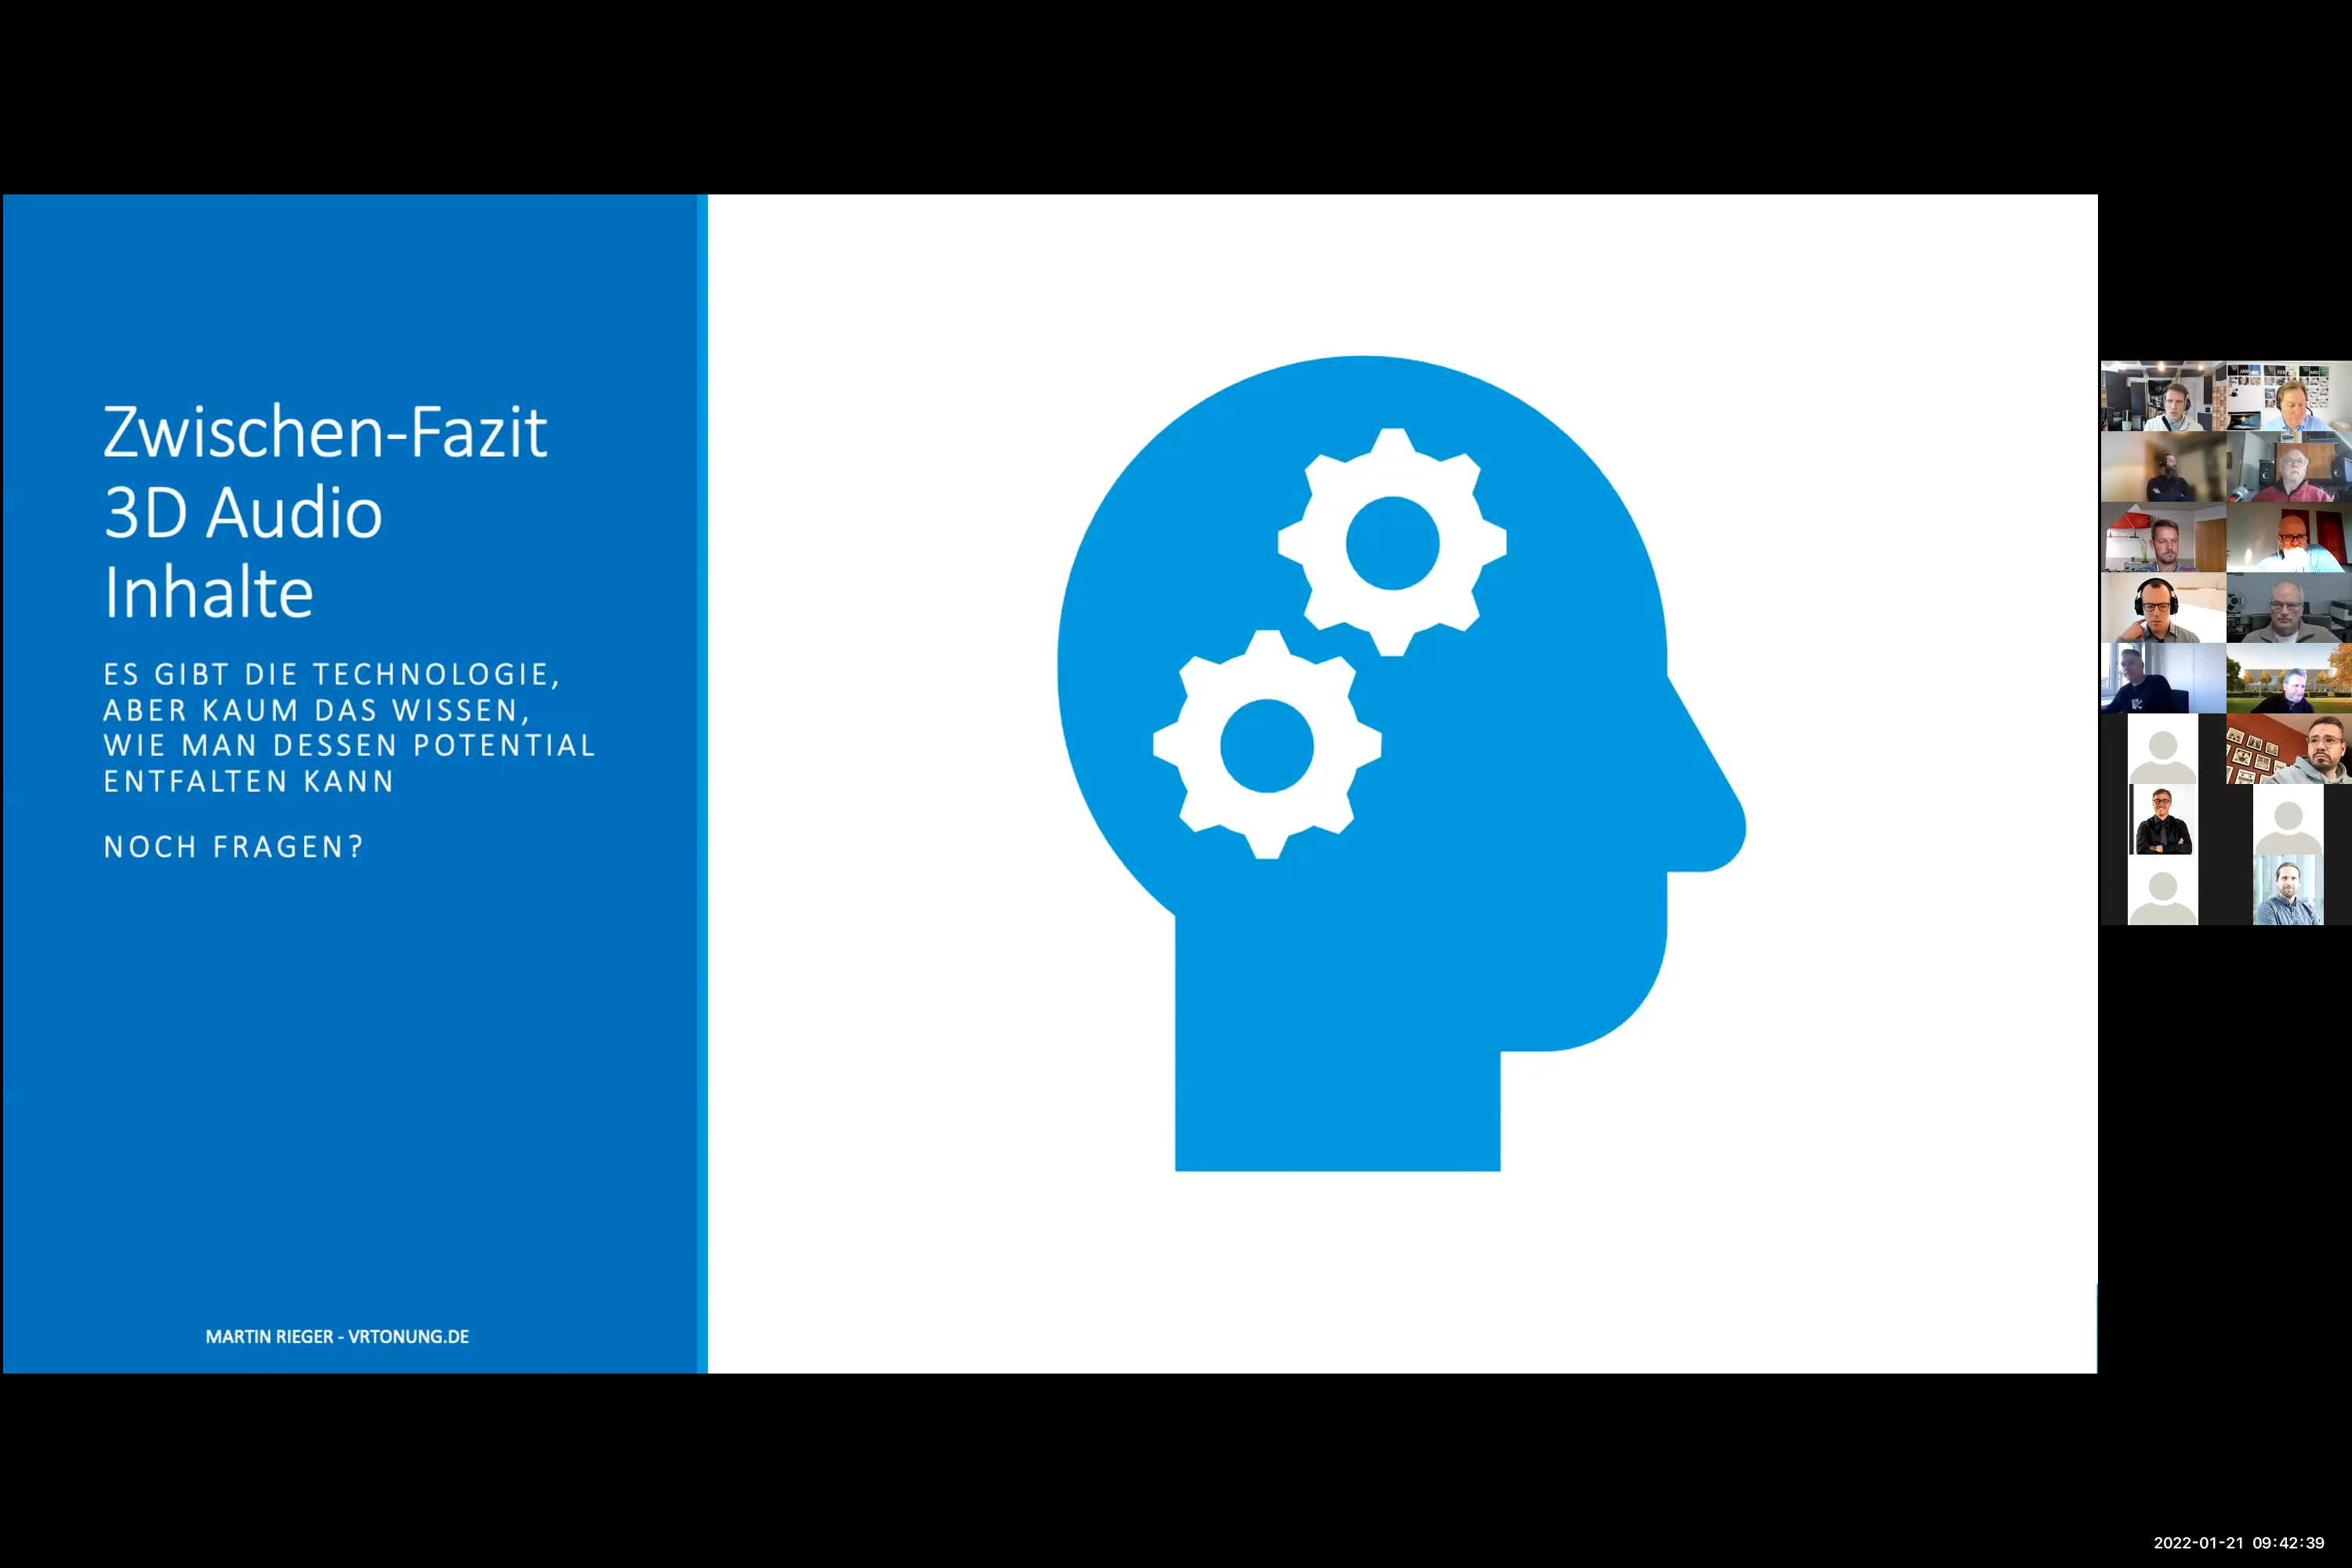 Zwischen-Fazit
3D Audio
Inhalte
ES GIBT DIE TECHNOLOGIE,
ABER KAUM DAS WISSEN,
WIE MAN DESSEN POTENTIAL
ENTFALTEN KANN
NOCH FRAGEN?
MARTIN RIEGER - VRTONUNG.DE
2022-01-21 09:42:39